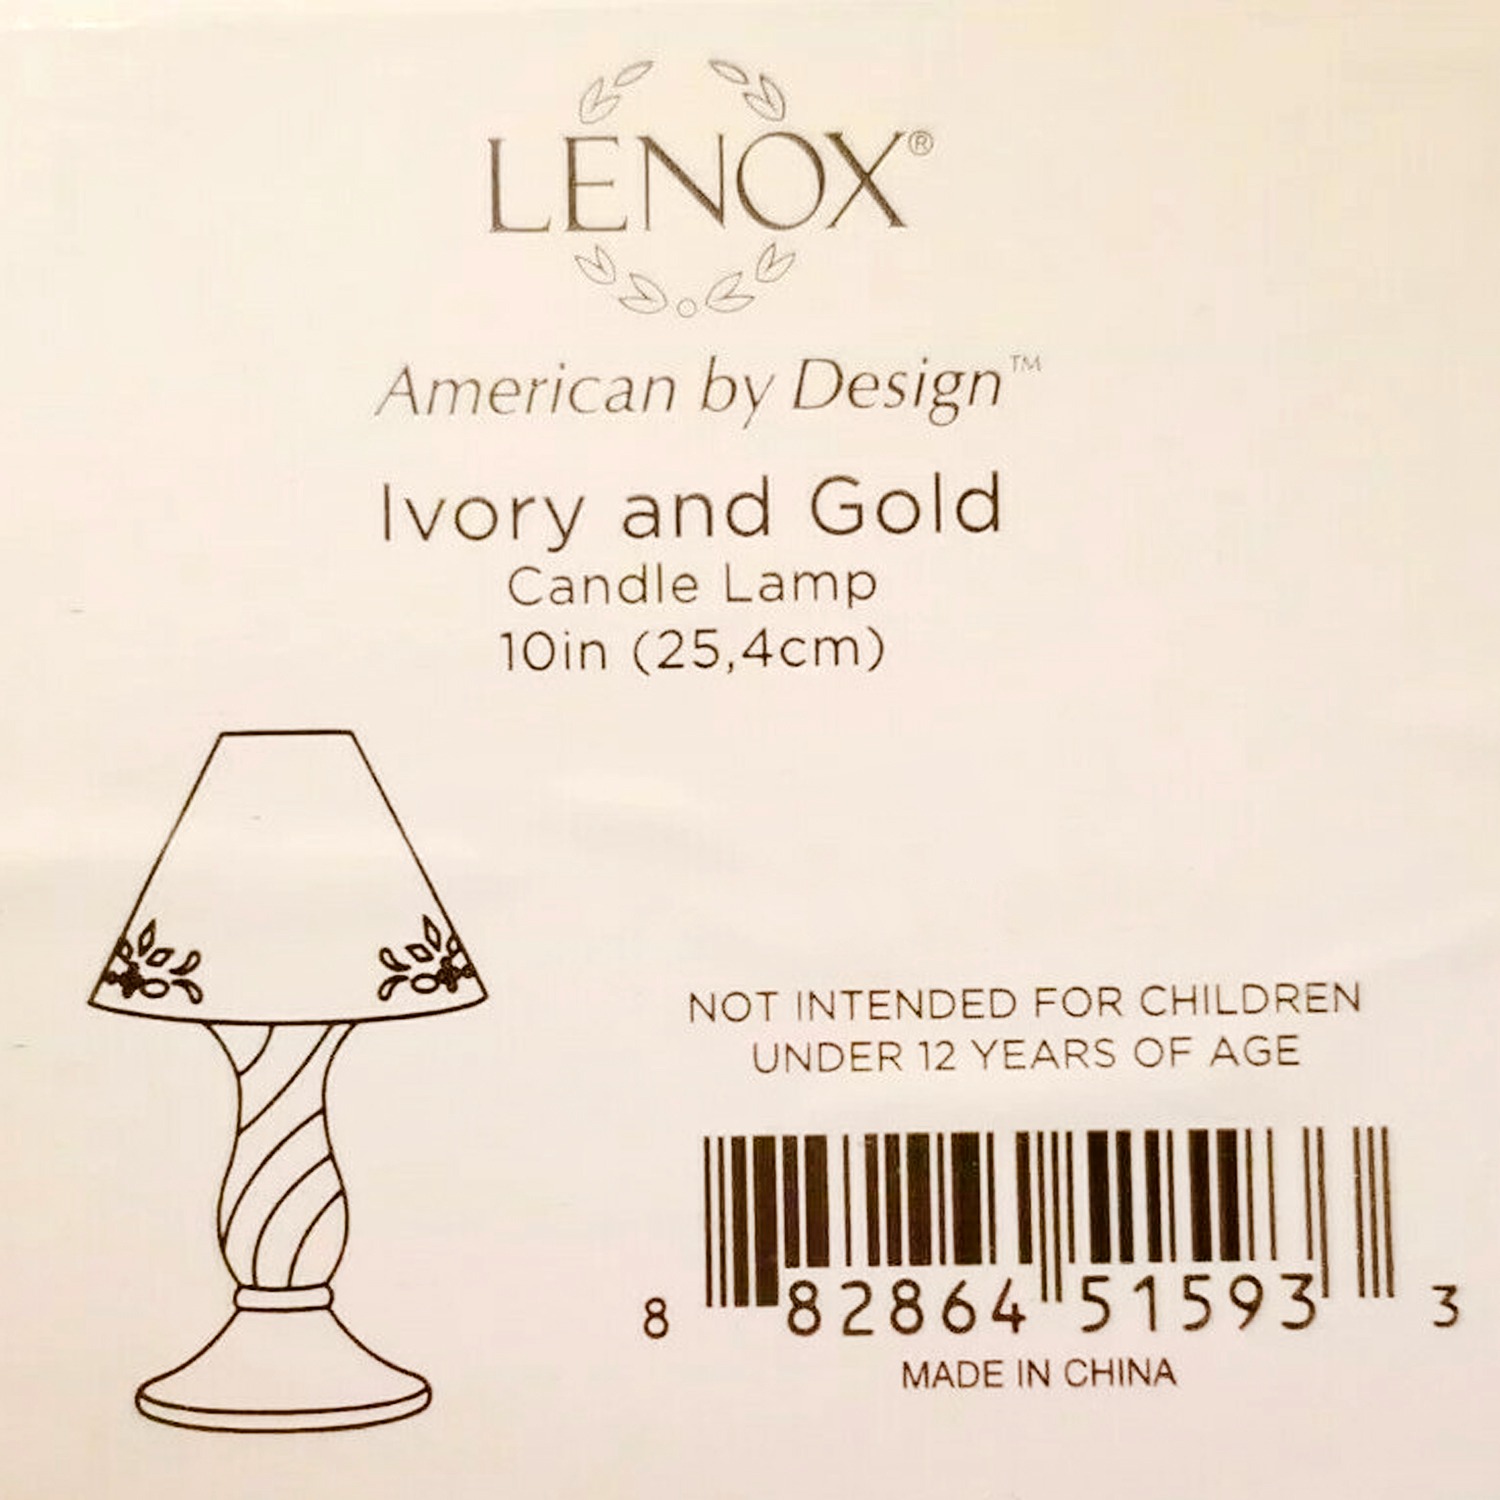 LENOX®
American by Design™
Ivory and Gold
Candle Lamp
10in (25,4cm)
NOT INTENDED FOR CHILDREN
UNDER 12 YEARS OF AGE
8 82864 51593 3
MADE IN CHINA